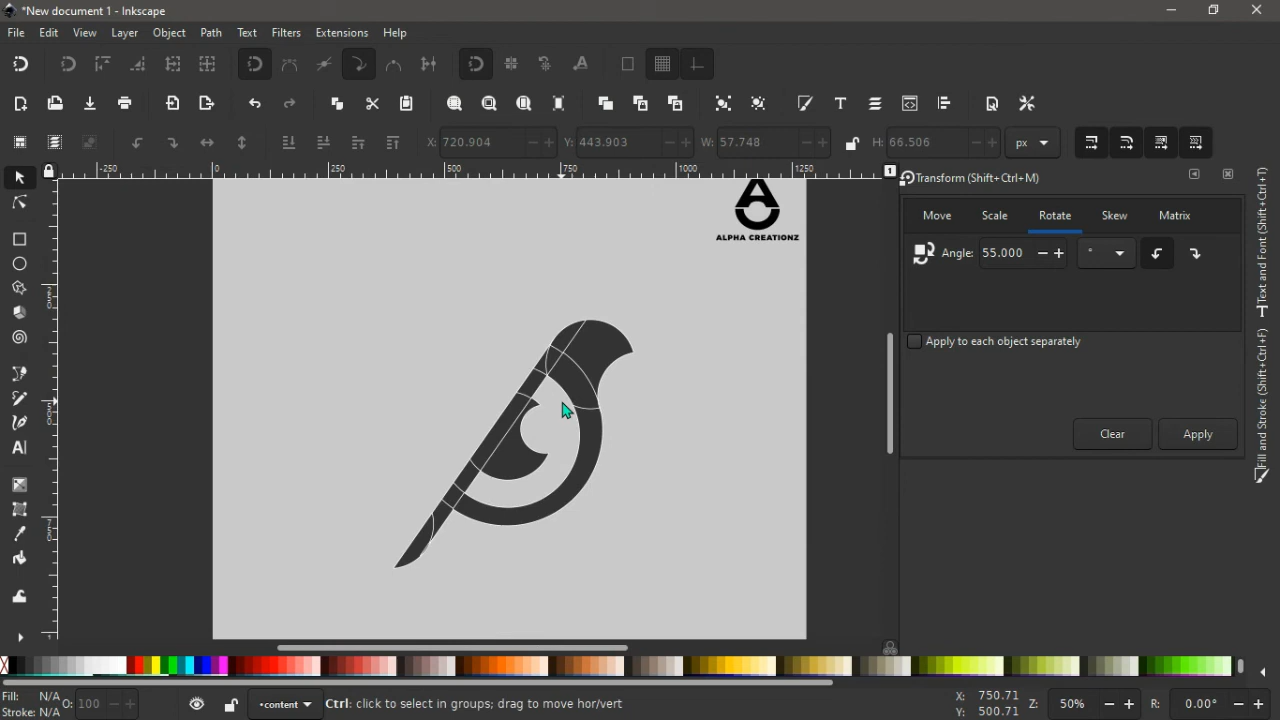 *New document 1 - Inkscape
File Edit View Layer Object Path Text Filters Extensions Help
X: 720.904 Y: 443.903 W: 57.748 H: 66.506 px
-250 0 250 500 750 1000 1250
1
Transform (Shift+Ctrl+M)
Move Scale Rotate Skew Matrix
Angle: 55.000 °
Apply to each object separately
Clear Apply
Text and Font (Shift+Ctrl+T)
Fill and Stroke (Shift+Ctrl+F)
ALPHA CREATIONZ
250
500
750
Fill: N/A O: 100 •content Ctrl: click to select in groups; drag to move hor/vert X: 750.71 Z: 50% R: 0.00°
Stroke: N/A Y: 500.71